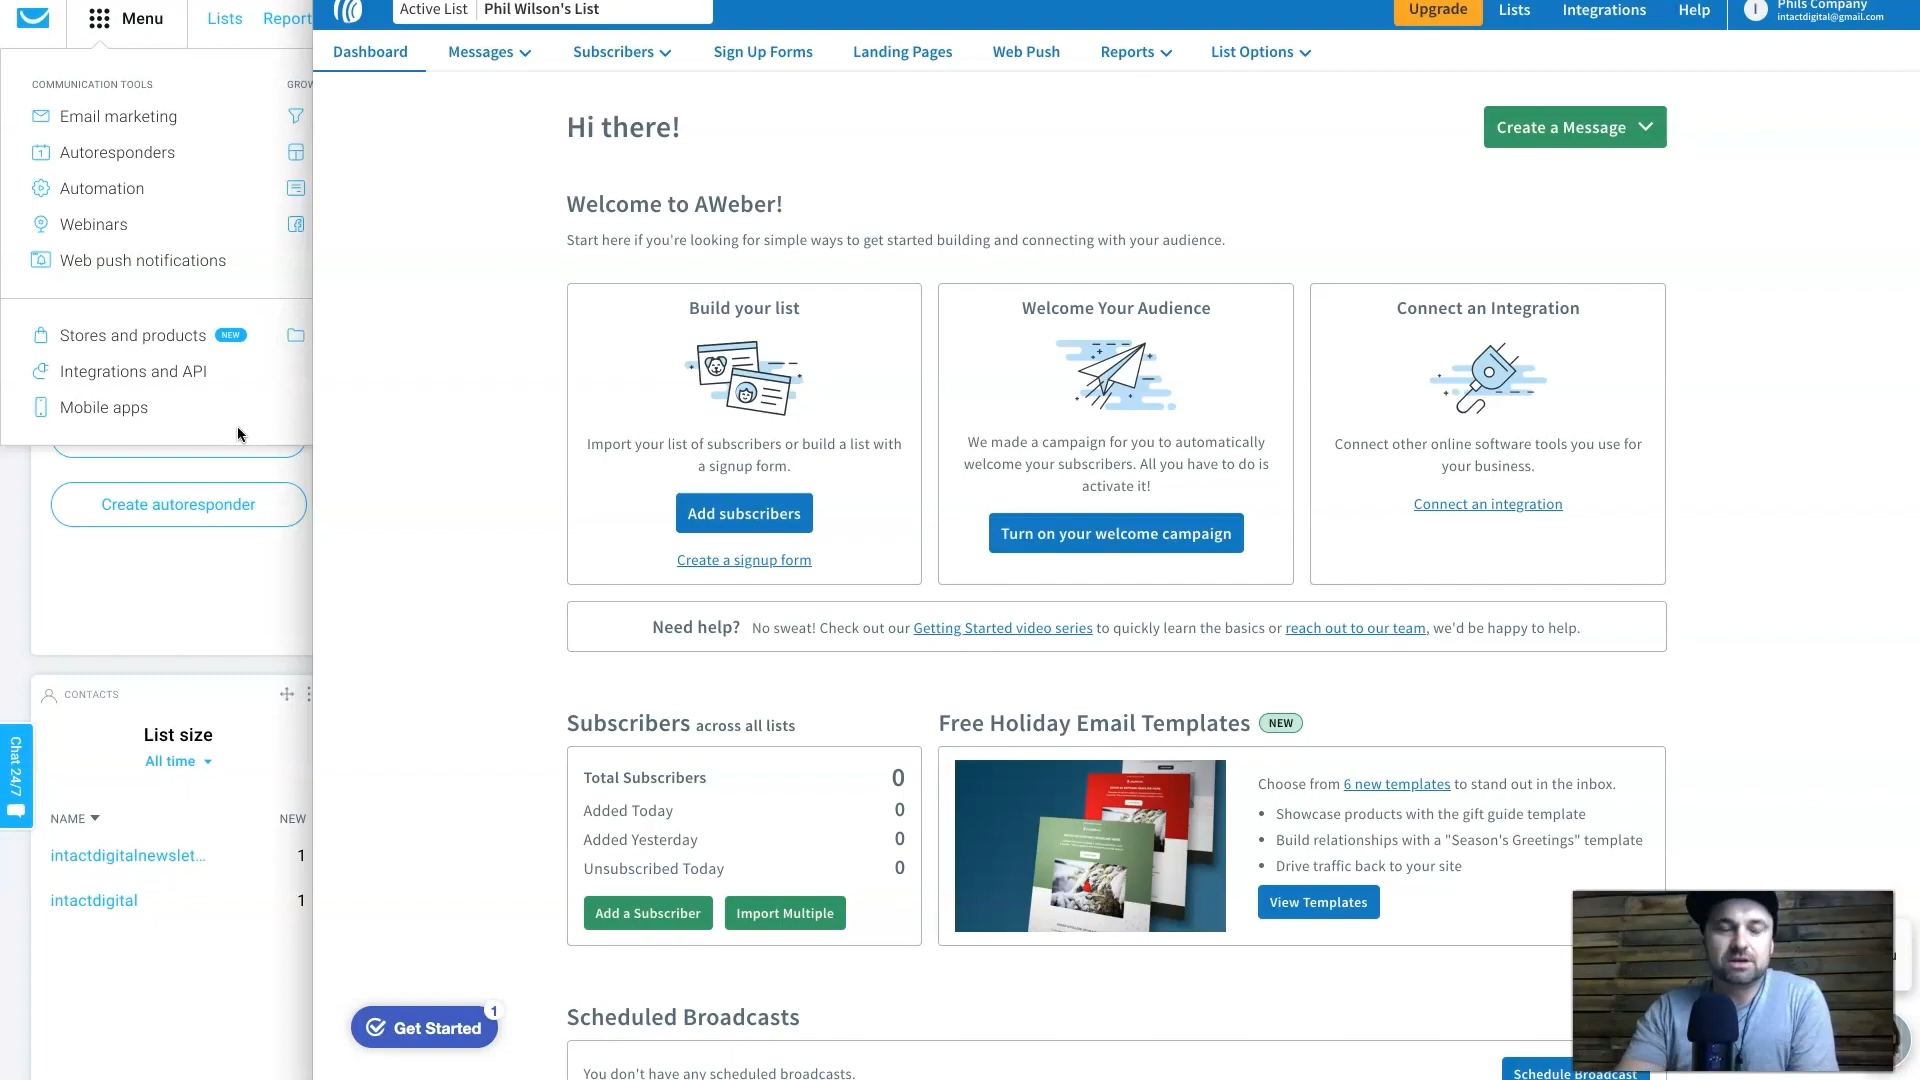 Menu
Lists
Report
COMMUNICATION TOOLS
GROW
Email marketing
Autoresponders
Automation
Webinars
Web push notifications
Stores and products NEW
Integrations and API
Mobile apps
Create autoresponder
CONTACTS
List size
All time
NAME
NEW
intactdigitalnewslet...
1
intactdigital
1
Chat 24/7
Active List
Phil Wilson's List
Upgrade
Lists
Integrations
Help
I
Phils Company
intactdigital@gmail.com
Dashboard
Messages
Subscribers
Sign Up Forms
Landing Pages
Web Push
Reports
List Options
Hi there!
Create a Message
Welcome to AWeber!
Start here if you're looking for simple ways to get started building and connecting with your audience.
Build your list
Import your list of subscribers or build a list with
a signup form.
Add subscribers
Create a signup form
Welcome Your Audience
We made a campaign for you to automatically
welcome your subscribers. All you have to do is
activate it!
Turn on your welcome campaign
Connect an Integration
Connect other online software tools you use for
your business.
Connect an integration
Need help? No sweat! Check out our Getting Started video series to quickly learn the basics or reach out to our team, we'd be happy to help.
Subscribers across all lists
Total Subscribers 0
Added Today 0
Added Yesterday 0
Unsubscribed Today 0
Add a Subscriber
Import Multiple
Free Holiday Email Templates NEW
Choose from 6 new templates to stand out in the inbox.
Showcase products with the gift guide template
Build relationships with a "Season's Greetings" template
Drive traffic back to your site
View Templates
Get Started
1
Scheduled Broadcasts
You don't have any scheduled broadcasts.
Schedule Broadcast